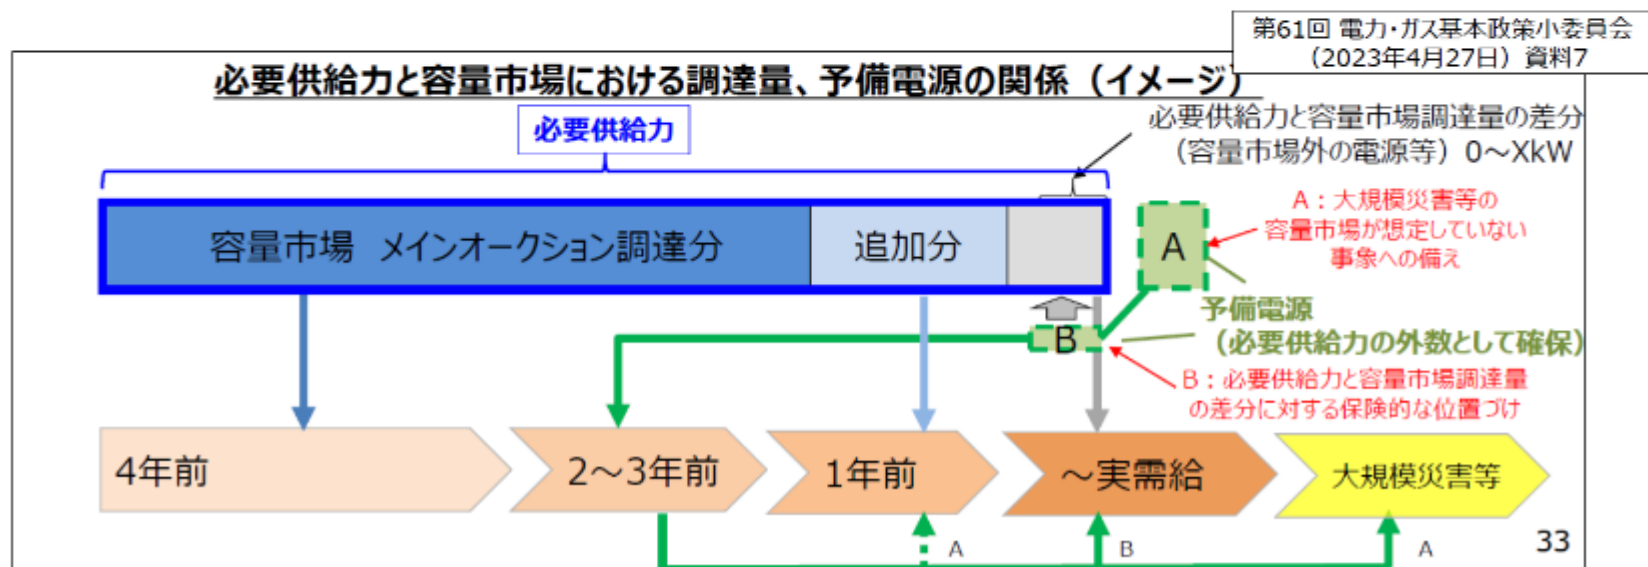 第61回 電力・ガス基本政策小委員会
（2023年4月27日）資料7
必要供給力と容量市場における調達量、予備電源の関係（イメージ）
必要供給力
必要供給力と容量市場調達量の差分
（容量市場外の電源等）0～XkW
容量市場　メインオークション調達分
追加分
A
A：大規模災害等の
容量市場が想定していない
事象への備え
予備電源
（必要供給力の外数として確保）
B
B：必要供給力と容量市場調達量
の差分に対する保険的な位置づけ
4年前
2～3年前
1年前
～実需給
大規模災害等
A
B
A
33